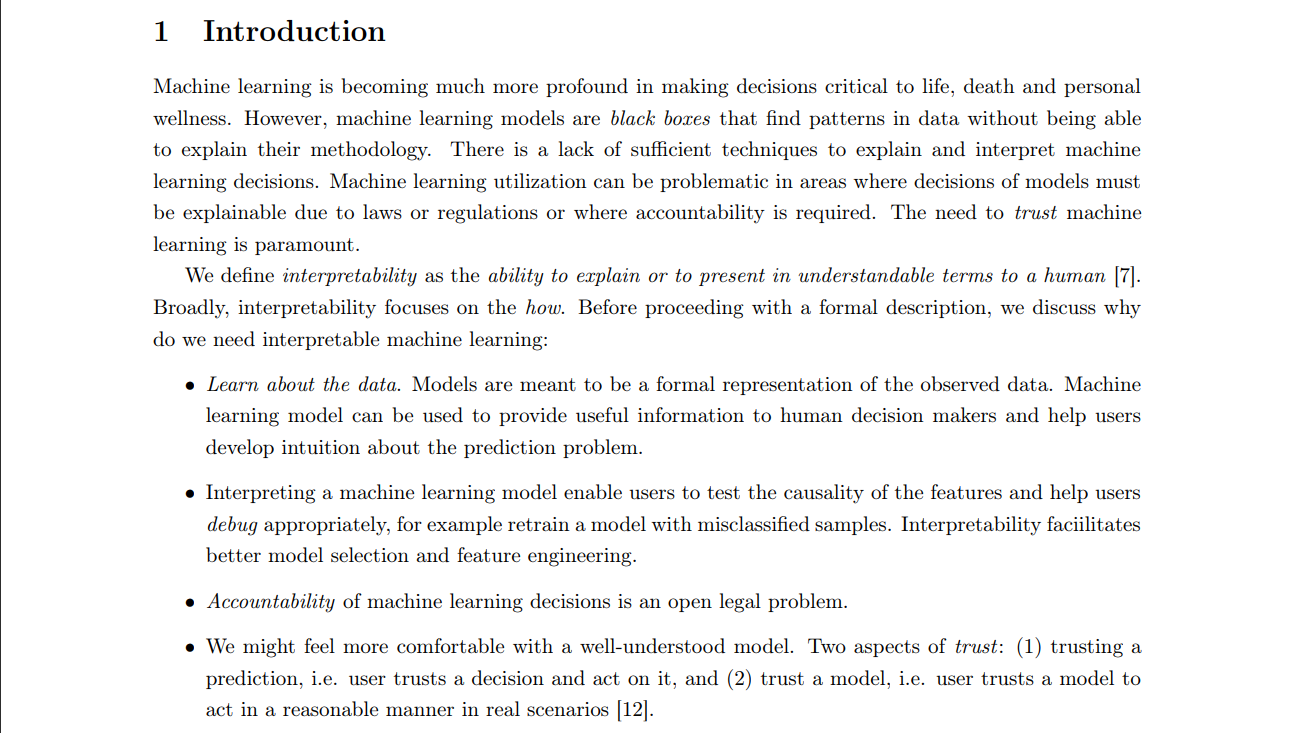 1 Introduction
Machine learning is becoming much more profound in making decisions critical to life, death and personal
wellness. However, machine learning models are black boxes that find patterns in data without being able
to explain their methodology. There is a lack of sufficient techniques to explain and interpret machine
learning decisions. Machine learning utilization can be problematic in areas where decisions of models must
be explainable due to laws or regulations or where accountability is required. The need to trust machine
learning is paramount.
We define interpretability as the ability to explain or to present in understandable terms to a human [7].
Broadly, interpretability focuses on the how. Before proceeding with a formal description, we discuss why
do we need interpretable machine learning:
• Learn about the data. Models are meant to be a formal representation of the observed data. Machine
learning model can be used to provide useful information to human decision makers and help users
develop intuition about the prediction problem.
• Interpreting a machine learning model enable users to test the causality of the features and help users
debug appropriately, for example retrain a model with misclassified samples. Interpretability faciilitates
better model selection and feature engineering.
• Accountability of machine learning decisions is an open legal problem.
• We might feel more comfortable with a well-understood model. Two aspects of trust: (1) trusting a
prediction, i.e. user trusts a decision and act on it, and (2) trust a model, i.e. user trusts a model to
act in a reasonable manner in real scenarios [12].